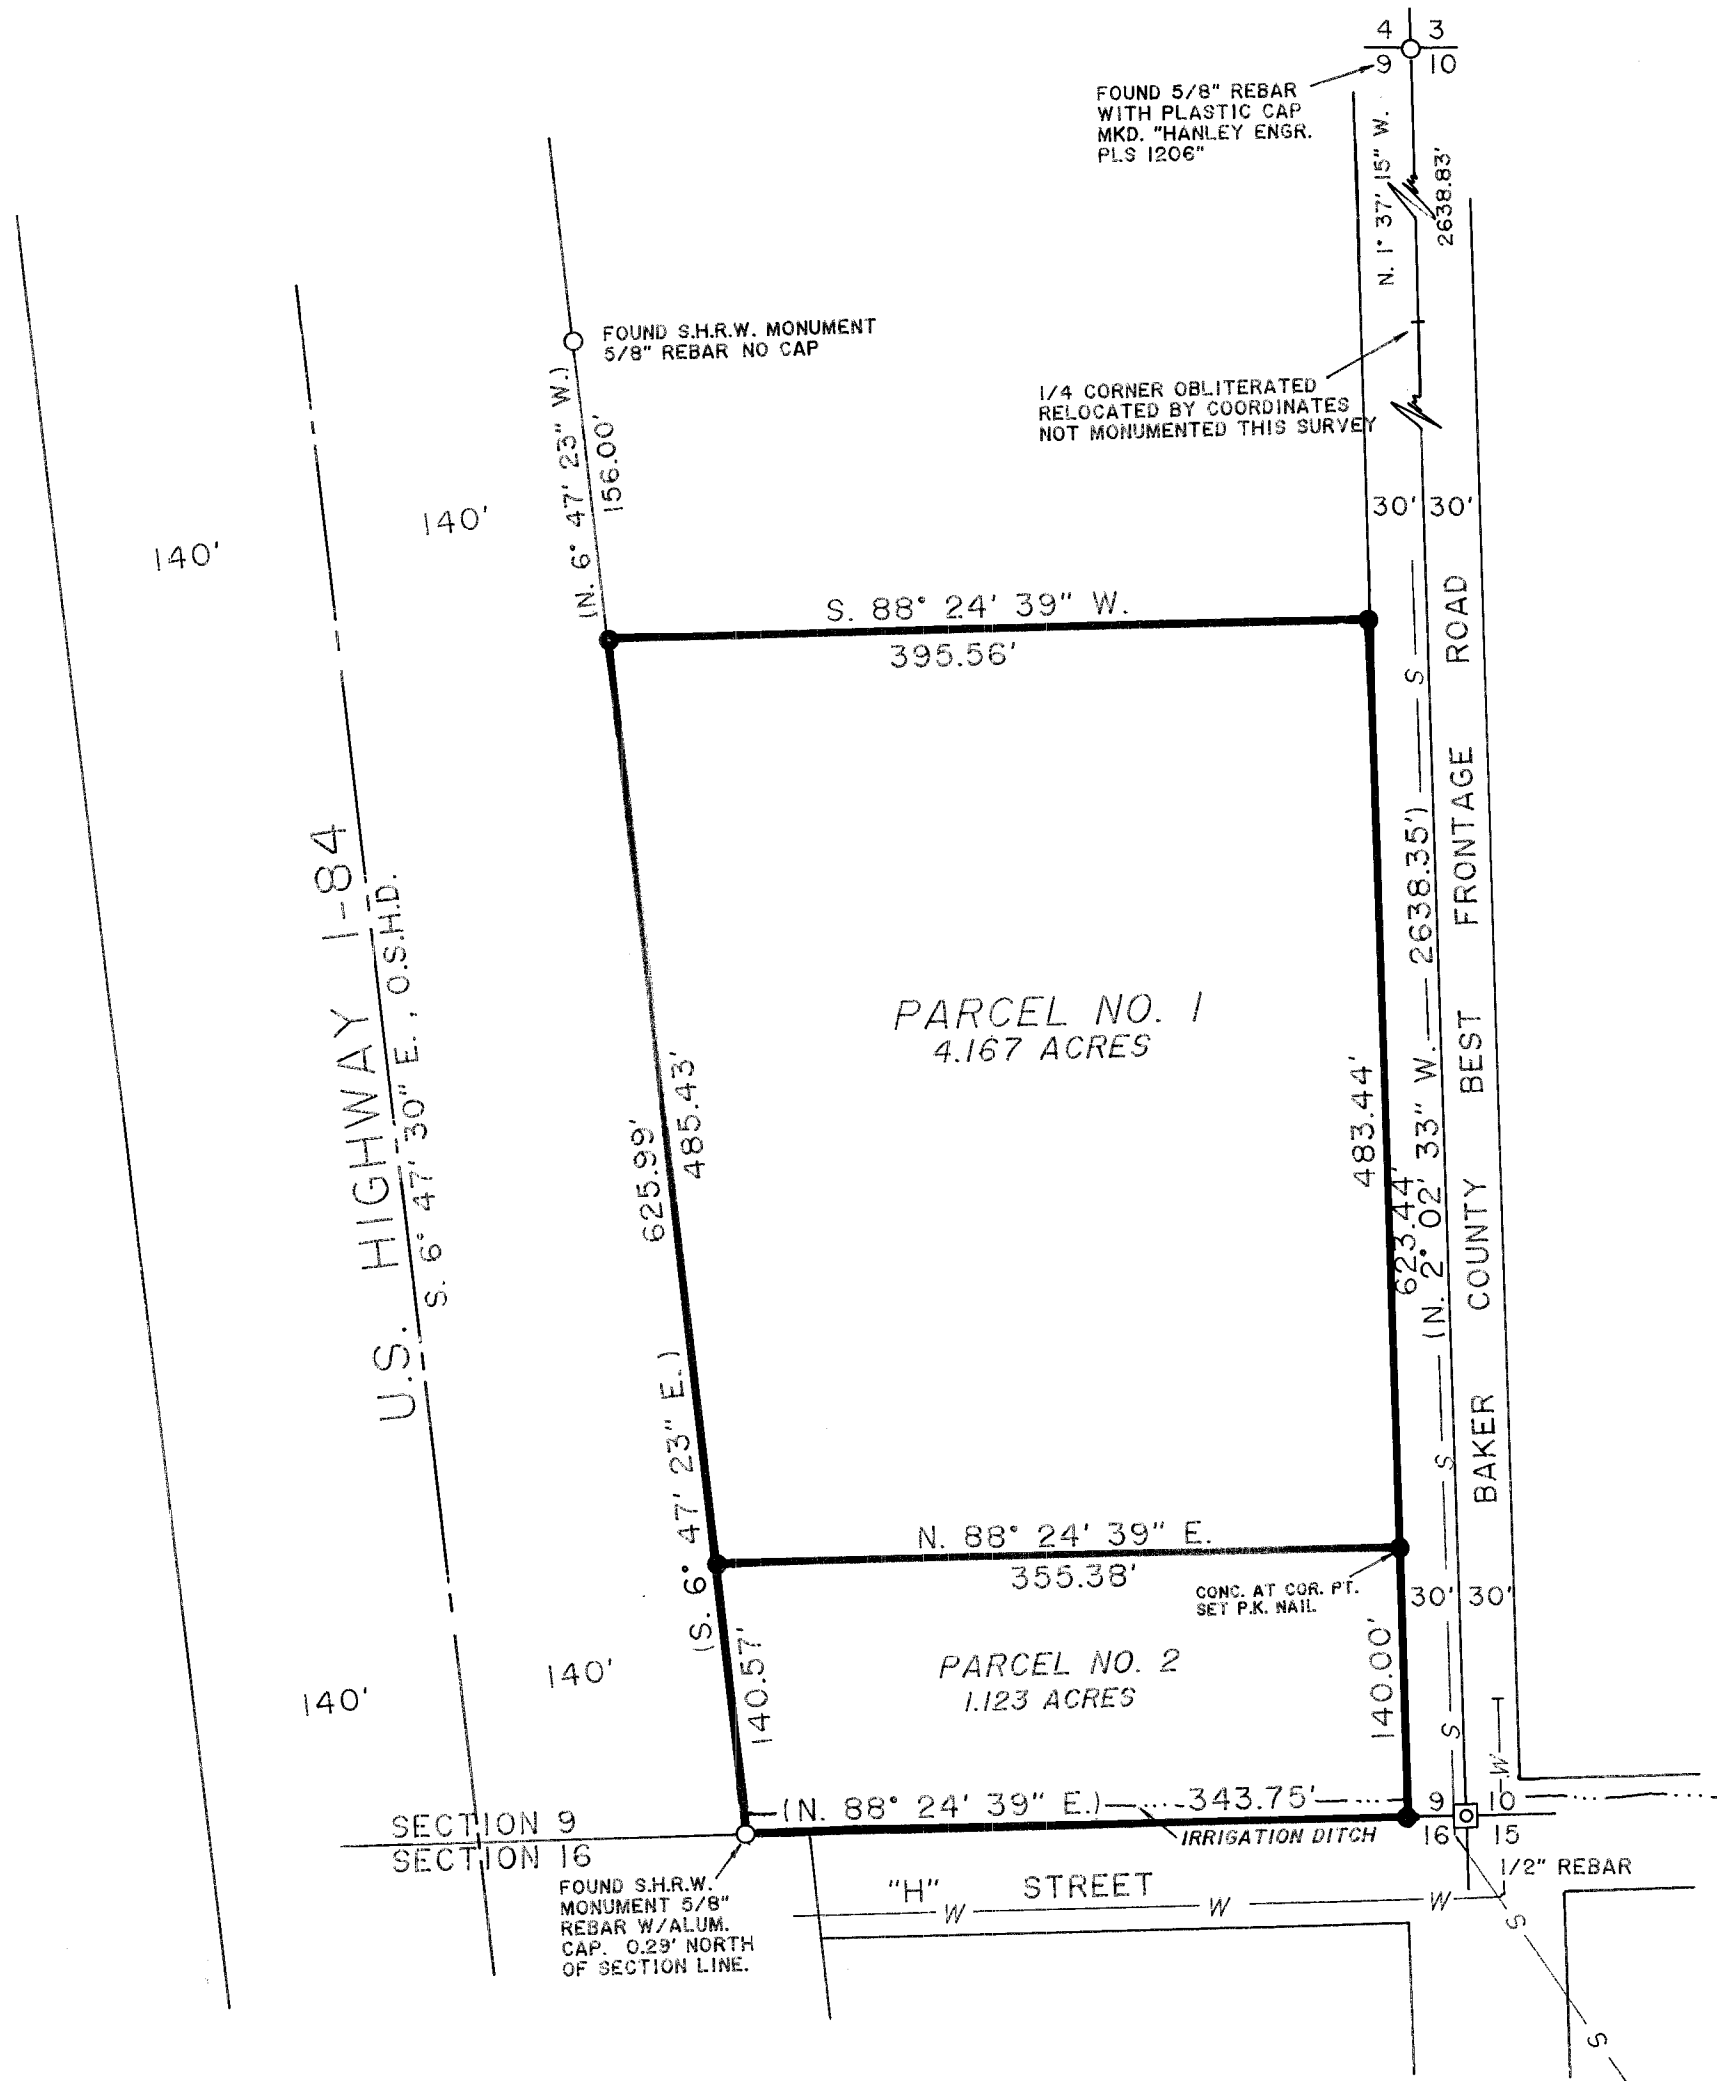 4 3
9 10
FOUND 5/8" REBAR
WITH PLASTIC CAP
MKD. "HANLEY ENGR.
PLS 1206"
N. 1° 37' 15" W.
2638.83'
FOUND S.H.R.W. MONUMENT
5/8" REBAR NO CAP
1/4 CORNER OBLITERATED
RELOCATED BY COORDINATES
NOT MONUMENTED THIS SURVEY
(N. 6° 47' 23" W.)
156.00'
140'
140'
30' 30'
S. 88° 24' 39" W.
395.56'
U.S. HIGHWAY I-84
S. 6° 47' 30" E., O.S.H.D.
PARCEL NO. 1
4.167 ACRES
625.99'
485.43'
(S. 6° 47' 23" E.)
483.44'
623.44'
S
(N. 2° 02' 33" W. 2638.35')
S
S
BAKER COUNTY BEST FRONTAGE ROAD
N. 88° 24' 39" E.
355.38'
CONC. AT COR. PT.
SET P.K. NAIL
30' 30'
140.57'
140.00'
PARCEL NO. 2
1.123 ACRES
140'
140'
W
(N. 88° 24' 39" E.) 343.75'
IRRIGATION DITCH
9 10
16 15
SECTION 9
SECTION 16
1/2" REBAR
FOUND S.H.R.W.
MONUMENT 5/8"
REBAR W/ALUM.
CAP. 0.29' NORTH
OF SECTION LINE.
"H" STREET
W W W
S
S